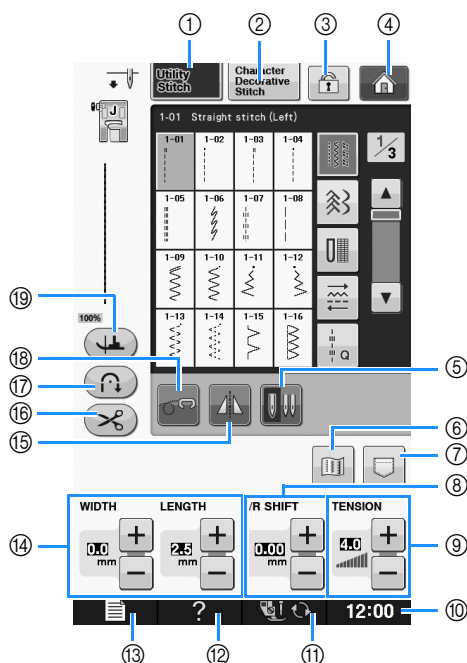 ① ② ③ ④
Utility Stitch
Character Decorative Stitch
J
1-01 Straight stitch (Left)
1-01 1-02 1-03 1-04
1/3
1-05 1-06 1-07 1-08
1-09 1-10 1-11 1-12
100%
⑲
1-13 1-14 1-15 1-16
Q
⑱
⑤
⑰
⑯
⑮
⑥
⑦
⑧
WIDTH LENGTH /R SHIFT TENSION
⑭
0.0 mm + − 2.5 mm + − 0.00 mm + − 4.0 + −
⑨
? 12:00
⑩
⑬ ⑫ ⑪